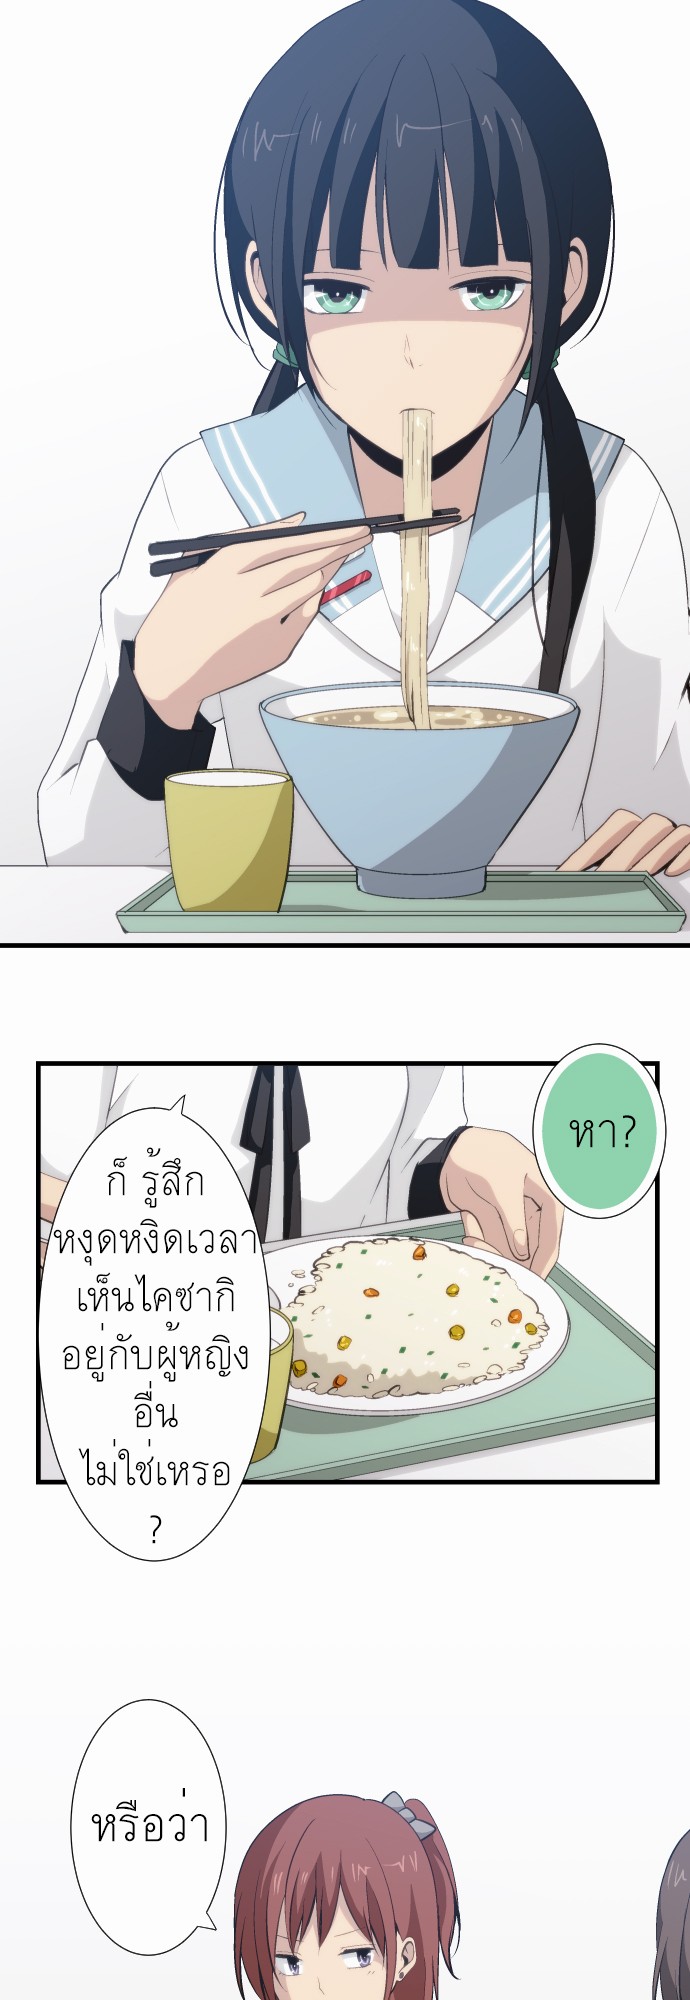 หา?
ก็ รู้สึก
หงุดหงิดเวลา
เห็นไคซากิ
อยู่กับผู้หญิง
อื่น
ไม่ใช่เหรอ
?
หรือว่า